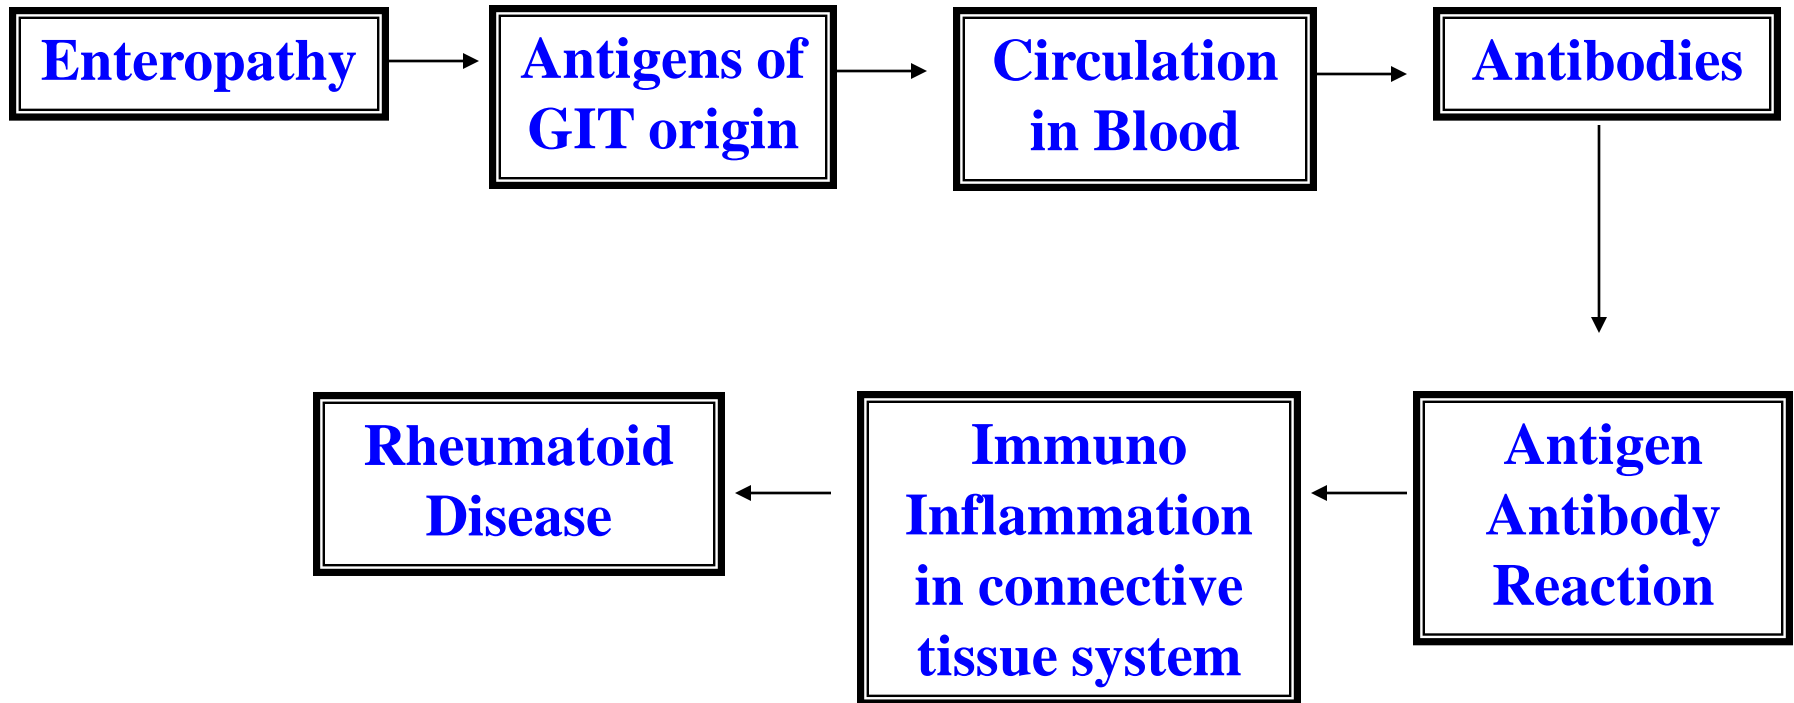 Enteropathy
Antigens of
GIT origin
Circulation
in Blood
Antibodies
Antigen
Antibody
Reaction
Immuno
Inflammation
in connective
tissue system
Rheumatoid
Disease